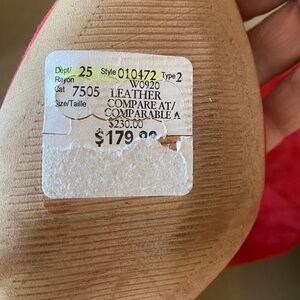 Dept/ 25 Style 010472 Type 2
Rayon W0920
Cat 7505 LEATHER
Size/Taille COMPARE AT/
COMPARABLE A
$230.00
$179.99